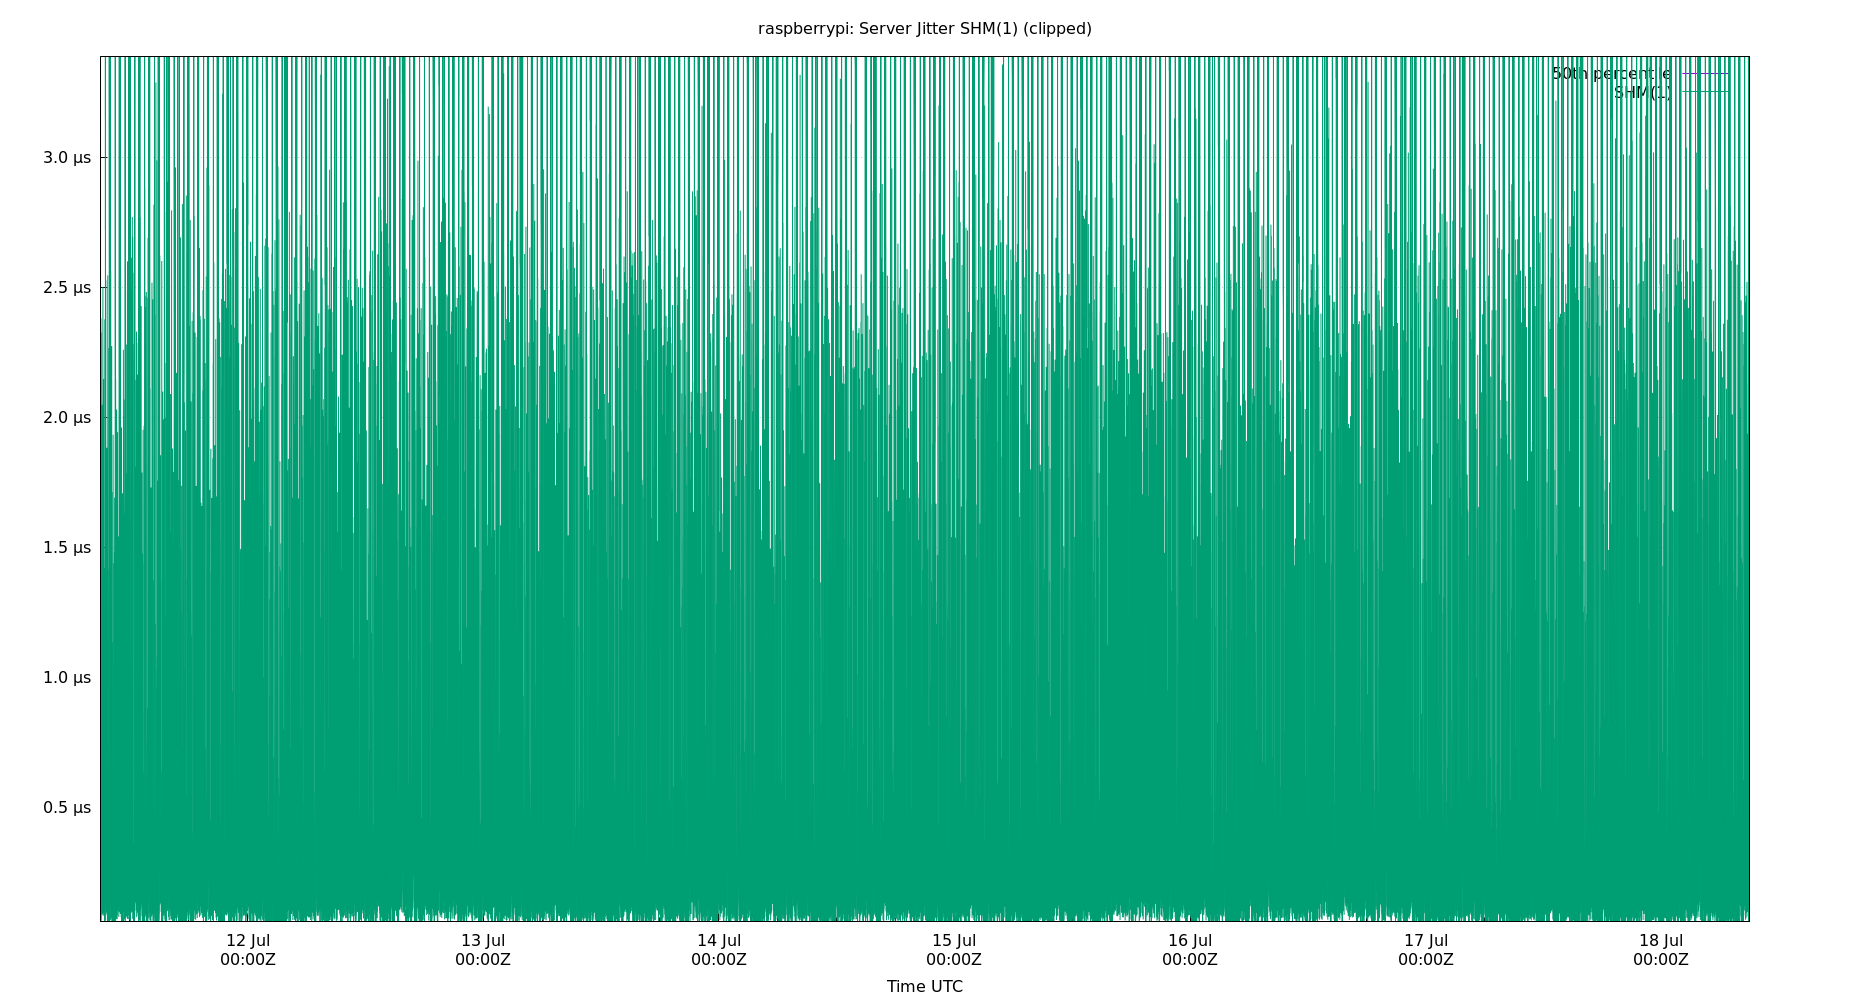 raspberrypi: Server Jitter SHM(1) (clipped)
50th percentile
SHM(1)
3.0 µs
2.5 µs
2.0 µs
1.5 µs
1.0 µs
0.5 µs
12 Jul
00:00Z
13 Jul
00:00Z
14 Jul
00:00Z
15 Jul
00:00Z
16 Jul
00:00Z
17 Jul
00:00Z
18 Jul
00:00Z
Time UTC